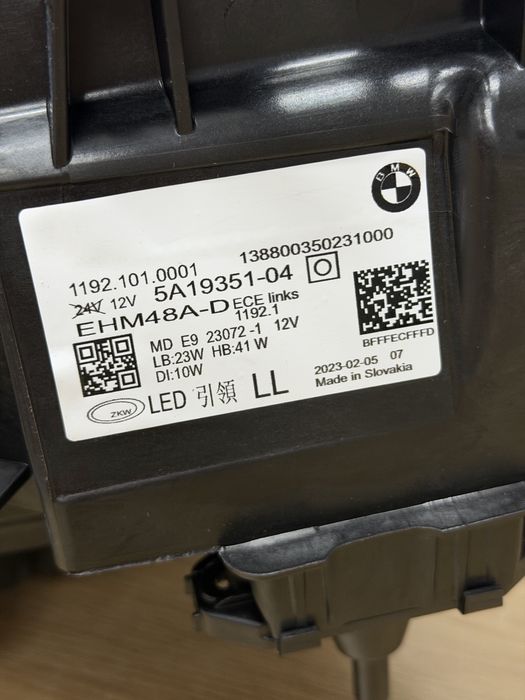 BMW
1192.101.0001
138800350231000
24V 12V 5A19351-04
EHM48A-D ECE links
1192.1
MD E9 23072-1 12V
LB:23W HB:41 W
DI:10W
BFFFECFFFD
2023-02-05 07
Made in Slovakia
ZKW LED 引領 LL